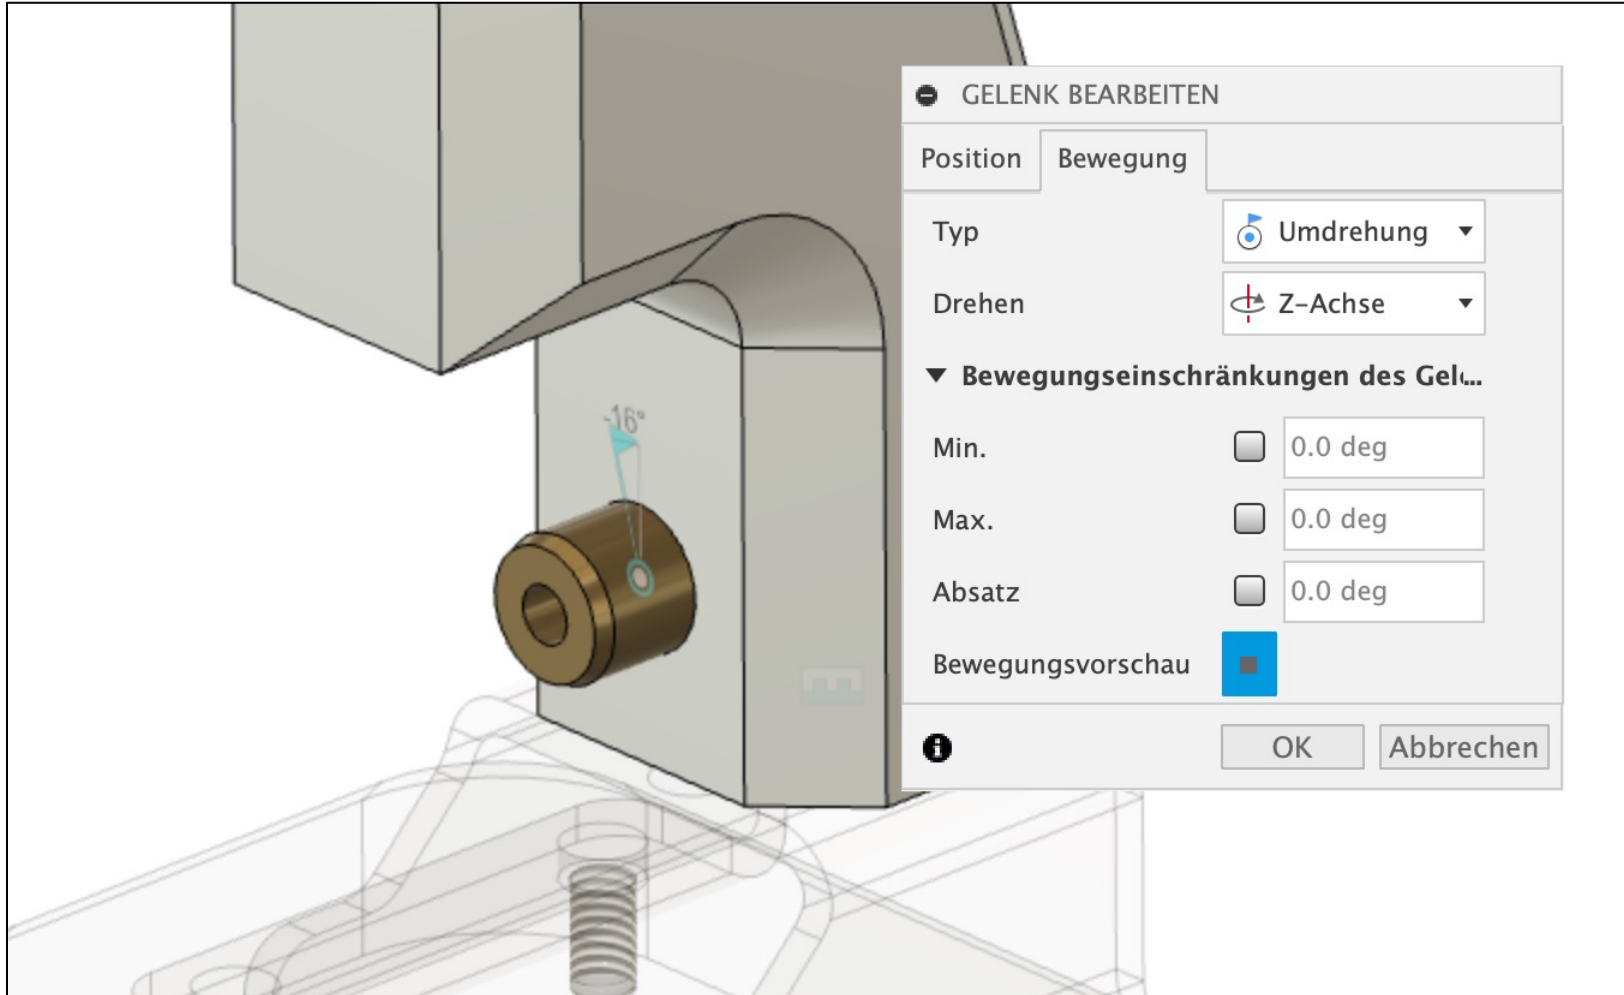 GELENK BEARBEITEN
Position Bewegung
Typ Umdrehung
Drehen Z-Achse
Bewegungseinschränkungen des Gel...
Min. 0.0 deg
Max. 0.0 deg
Absatz 0.0 deg
Bewegungsvorschau
OK Abbrechen
-16°